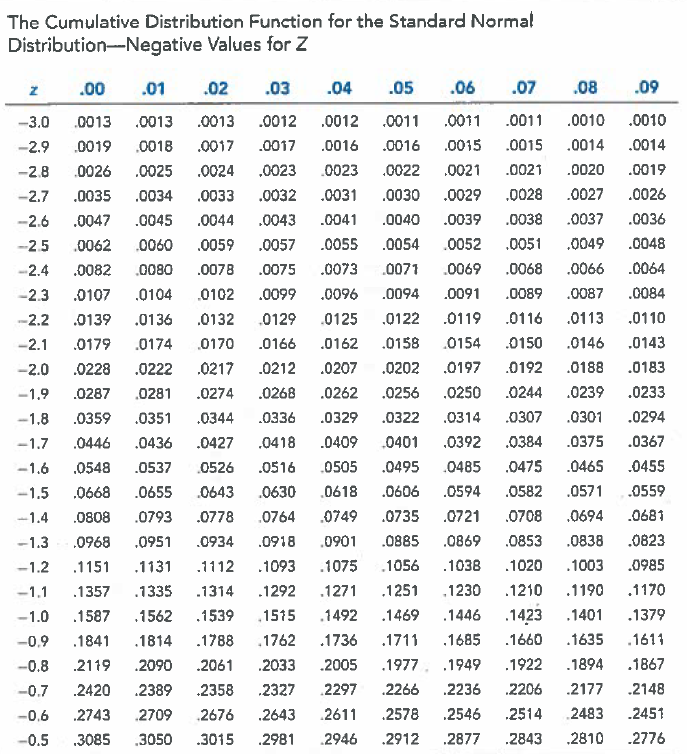 The Cumulative Distribution Function for the Standard Normal
Distribution—Negative Values for Z
z .00 .01 .02 .03 .04 .05 .06 .07 .08 .09
−3.0 .0013 .0013 .0013 .0012 .0012 .0011 .0011 .0011 .0010 .0010
−2.9 .0019 .0018 .0017 .0017 .0016 .0016 .0015 .0015 .0014 .0014
−2.8 .0026 .0025 .0024 .0023 .0023 .0022 .0021 .0021 .0020 .0019
−2.7 .0035 .0034 .0033 .0032 .0031 .0030 .0029 .0028 .0027 .0026
−2.6 .0047 .0045 .0044 .0043 .0041 .0040 .0039 .0038 .0037 .0036
−2.5 .0062 .0060 .0059 .0057 .0055 .0054 .0052 .0051 .0049 .0048
−2.4 .0082 .0080 .0078 .0075 .0073 .0071 .0069 .0068 .0066 .0064
−2.3 .0107 .0104 .0102 .0099 .0096 .0094 .0091 .0089 .0087 .0084
−2.2 .0139 .0136 .0132 .0129 .0125 .0122 .0119 .0116 .0113 .0110
−2.1 .0179 .0174 .0170 .0166 .0162 .0158 .0154 .0150 .0146 .0143
−2.0 .0228 .0222 .0217 .0212 .0207 .0202 .0197 .0192 .0188 .0183
−1.9 .0287 .0281 .0274 .0268 .0262 .0256 .0250 .0244 .0239 .0233
−1.8 .0359 .0351 .0344 .0336 .0329 .0322 .0314 .0307 .0301 .0294
−1.7 .0446 .0436 .0427 .0418 .0409 .0401 .0392 .0384 .0375 .0367
−1.6 .0548 .0537 .0526 .0516 .0505 .0495 .0485 .0475 .0465 .0455
−1.5 .0668 .0655 .0643 .0630 .0618 .0606 .0594 .0582 .0571 .0559
−1.4 .0808 .0793 .0778 .0764 .0749 .0735 .0721 .0708 .0694 .0681
−1.3 .0968 .0951 .0934 .0918 .0901 .0885 .0869 .0853 .0838 .0823
−1.2 .1151 .1131 .1112 .1093 .1075 .1056 .1038 .1020 .1003 .0985
−1.1 .1357 .1335 .1314 .1292 .1271 .1251 .1230 .1210 .1190 .1170
−1.0 .1587 .1562 .1539 .1515 .1492 .1469 .1446 .1423 .1401 .1379
−0.9 .1841 .1814 .1788 .1762 .1736 .1711 .1685 .1660 .1635 .1611
−0.8 .2119 .2090 .2061 .2033 .2005 .1977 .1949 .1922 .1894 .1867
−0.7 .2420 .2389 .2358 .2327 .2297 .2266 .2236 .2206 .2177 .2148
−0.6 .2743 .2709 .2676 .2643 .2611 .2578 .2546 .2514 .2483 .2451
−0.5 .3085 .3050 .3015 .2981 .2946 .2912 .2877 .2843 .2810 .2776